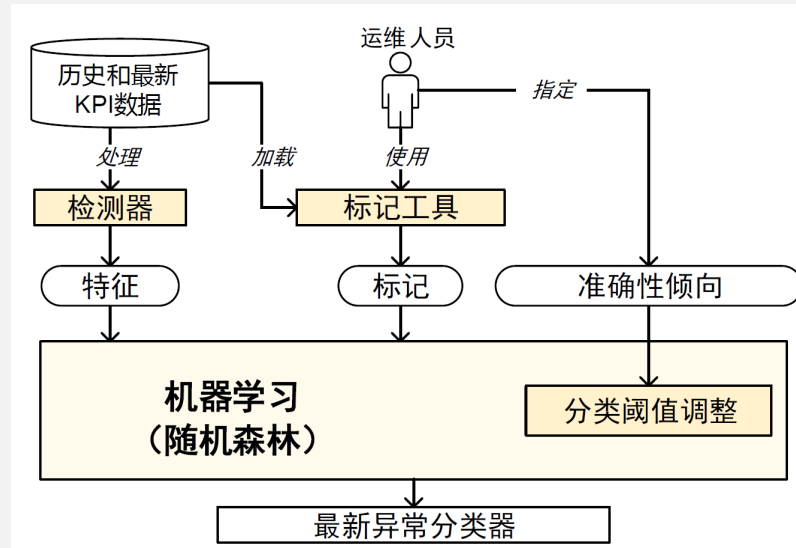 运维人员
历史和最新
KPI数据
指定
处理
加载
使用
检测器
标记工具
特征
标记
准确性倾向
机器学习
（随机森林）
分类阈值调整
最新异常分类器